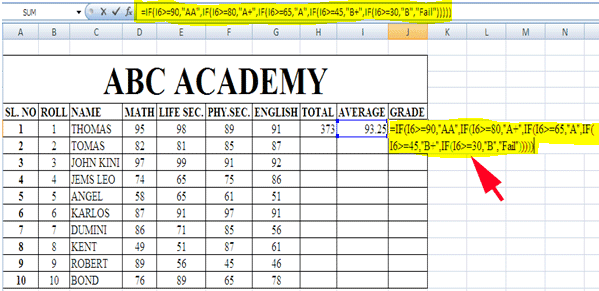 SUM
=IF(I6>=90,"AA",IF(I6>=80,"A+",IF(I6>=65,"A",IF(I6>=45,"B+",IF(I6>=30,"B","Fail")))))
A B C D E F G H I J K L M N O
ABC ACADEMY
SL. NO ROLL NAME MATH LIFE SEC. PHY.SEC. ENGLISH TOTAL AVERAGE GRADE
1 1 THOMAS 95 98 89 91 373 93.25 =IF(I6>=90,"AA",IF(I6>=80,"A+",IF(I6>=65,"A",IF(
2 2 TOMAS 82 81 85 87 I6>=45,"B+",IF(I6>=30,"B","Fail")))))
3 3 JOHN KINI 97 99 91 92
4 4 JEMS LEO 74 65 75 86
5 5 ANGEL 58 65 61 51
6 6 KARLOS 87 91 97 91
7 7 DUMINI 86 71 85 56
8 8 KENT 49 51 87 61
9 9 ROBERT 89 56 45 46
10 10 BOND 76 89 65 78